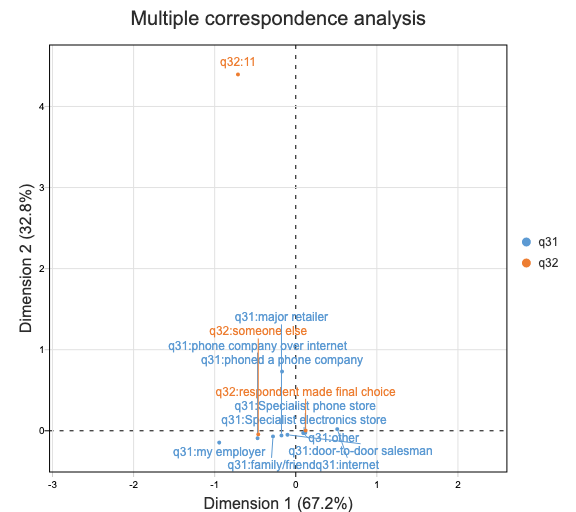 Multiple correspondence analysis
q32:11
4
3
2
1
0
Dimension 2 (32.8%)
q31:major retailer
q32:someone else
q31:phone company over internet
q31:phoned a phone company
q32:respondent made final choice
q31:Specialist phone store
q31:Specialist electronics store
q31:other
q31:my employer
q31:door-to-door salesman
q31:family/friend
q31:internet
-3
-2
-1
0
1
2
Dimension 1 (67.2%)
q31
q32